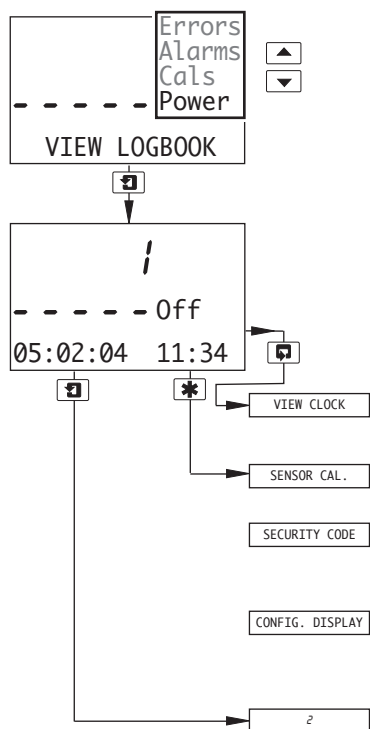 Errors
Alarms
Cals
- - - - - Power
VIEW LOGBOOK
1
- - - - - Off
05:02:04 11:34
VIEW CLOCK
SENSOR CAL.
SECURITY CODE
CONFIG. DISPLAY
2